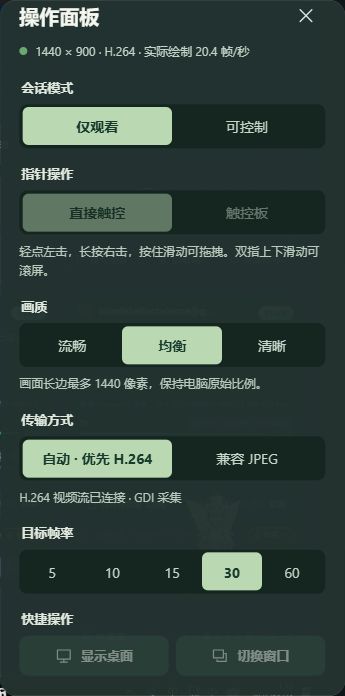 操作面板
1440 × 900 · H.264 · 实际绘制 20.4 帧/秒
会话模式
仅观看 可控制
指针操作
直接触控 触控板
轻点左击，长按右击，按住滑动可拖拽。双指上下滑动可
滚屏。
画质
流畅 均衡 清晰
画面长边最多 1440 像素，保持电脑原始比例。
传输方式
自动 · 优先 H.264 兼容 JPEG
H.264 视频流已连接 · GDI 采集
目标帧率
5 10 15 30 60
快捷操作
显示桌面 切换窗口